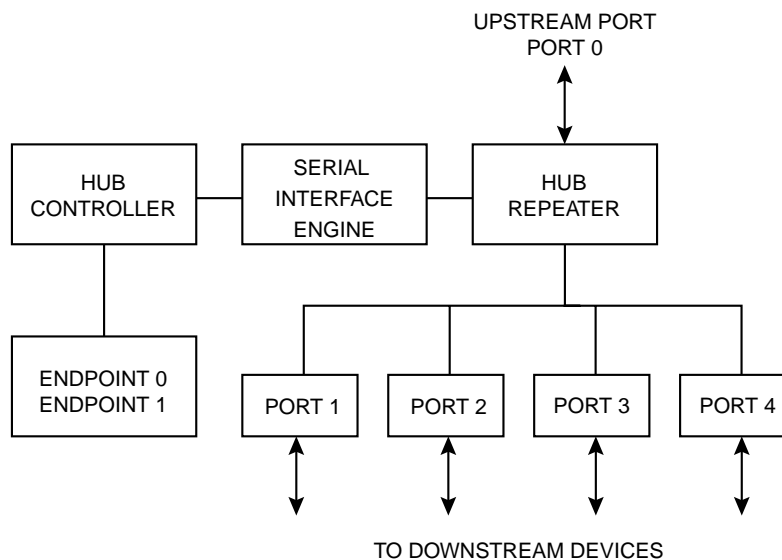 UPSTREAM PORT
PORT 0
HUB
CONTROLLER
SERIAL
INTERFACE
ENGINE
HUB
REPEATER
ENDPOINT 0
ENDPOINT 1
PORT 1
PORT 2
PORT 3
PORT 4
TO DOWNSTREAM DEVICES